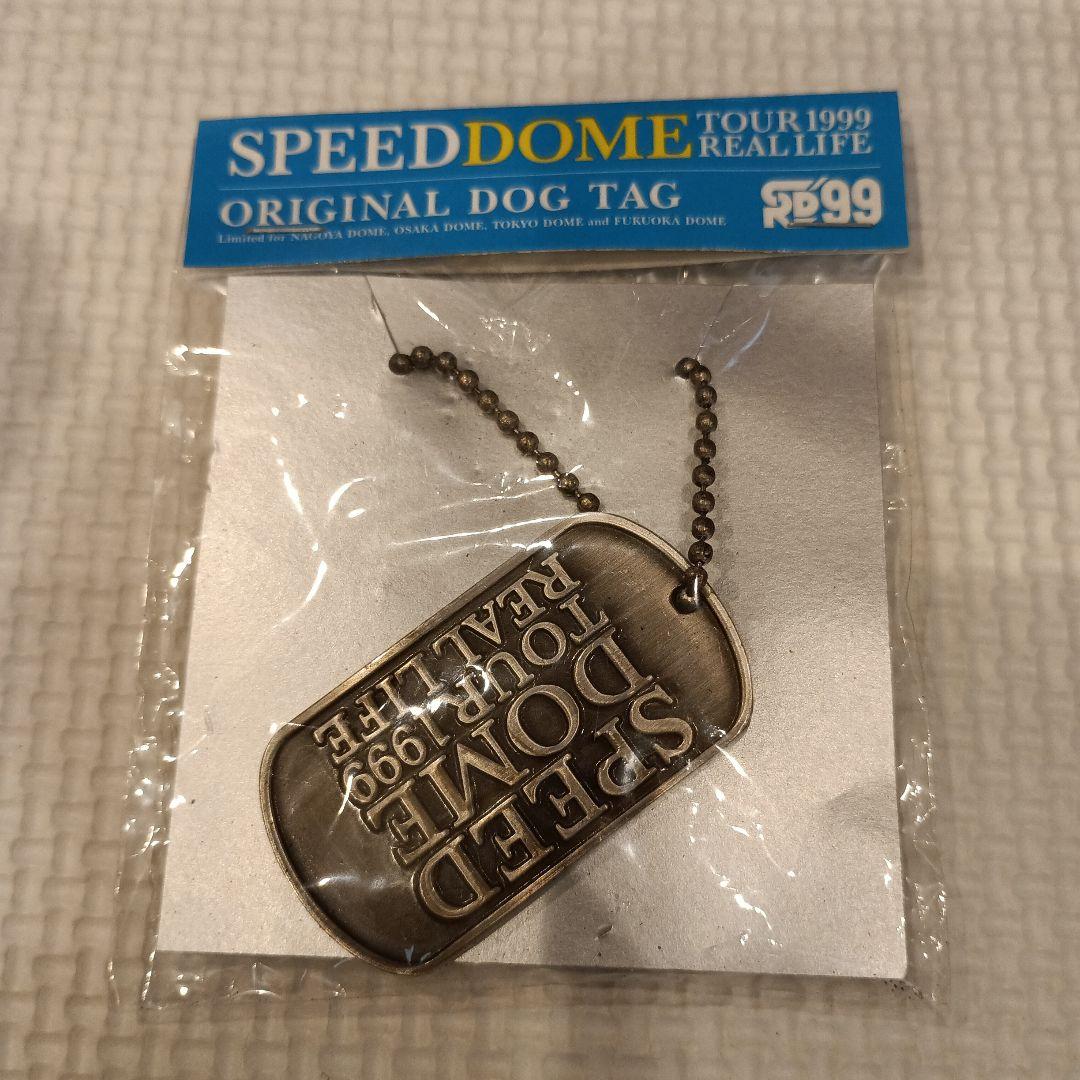 SPEEDDOME TOUR 1999
REAL LIFE
ORIGINAL DOG TAG
Limited for NAGOYA DOME, OSAKA DOME, TOKYO DOME and FUKUOKA DOME
SRD'99
SPEED
DOME
TOUR 1999
REAL LIFE